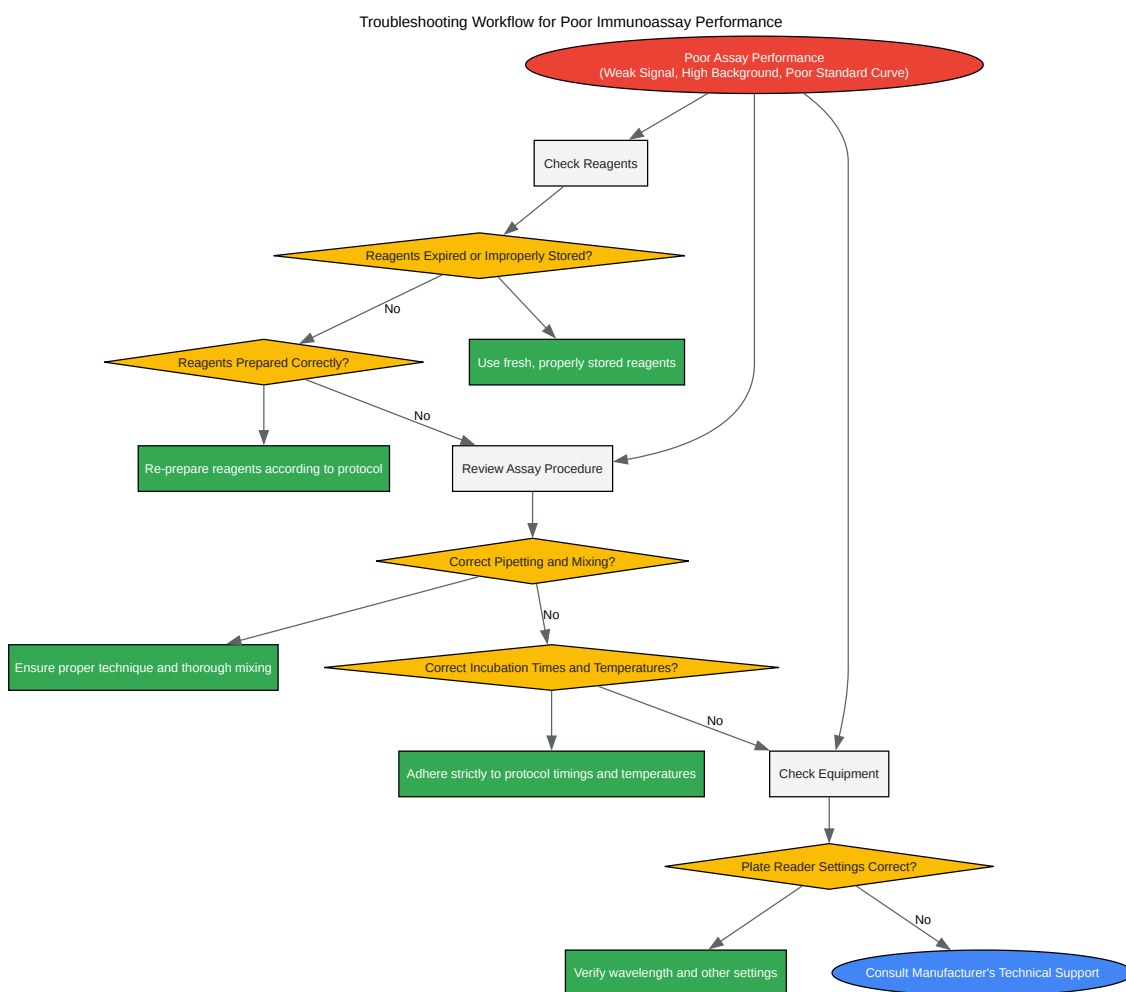 Troubleshooting Workflow for Poor Immunoassay Performance
Poor Assay Performance
(Weak Signal, High Background, Poor Standard Curve)
Check Reagents
Reagents Expired or Improperly Stored?
No
Reagents Prepared Correctly?
Use fresh, properly stored reagents
No
Re-prepare reagents according to protocol
Review Assay Procedure
Correct Pipetting and Mixing?
No
Ensure proper technique and thorough mixing
Correct Incubation Times and Temperatures?
No
Adhere strictly to protocol timings and temperatures
Check Equipment
Plate Reader Settings Correct?
No
Verify wavelength and other settings
Consult Manufacturer's Technical Support